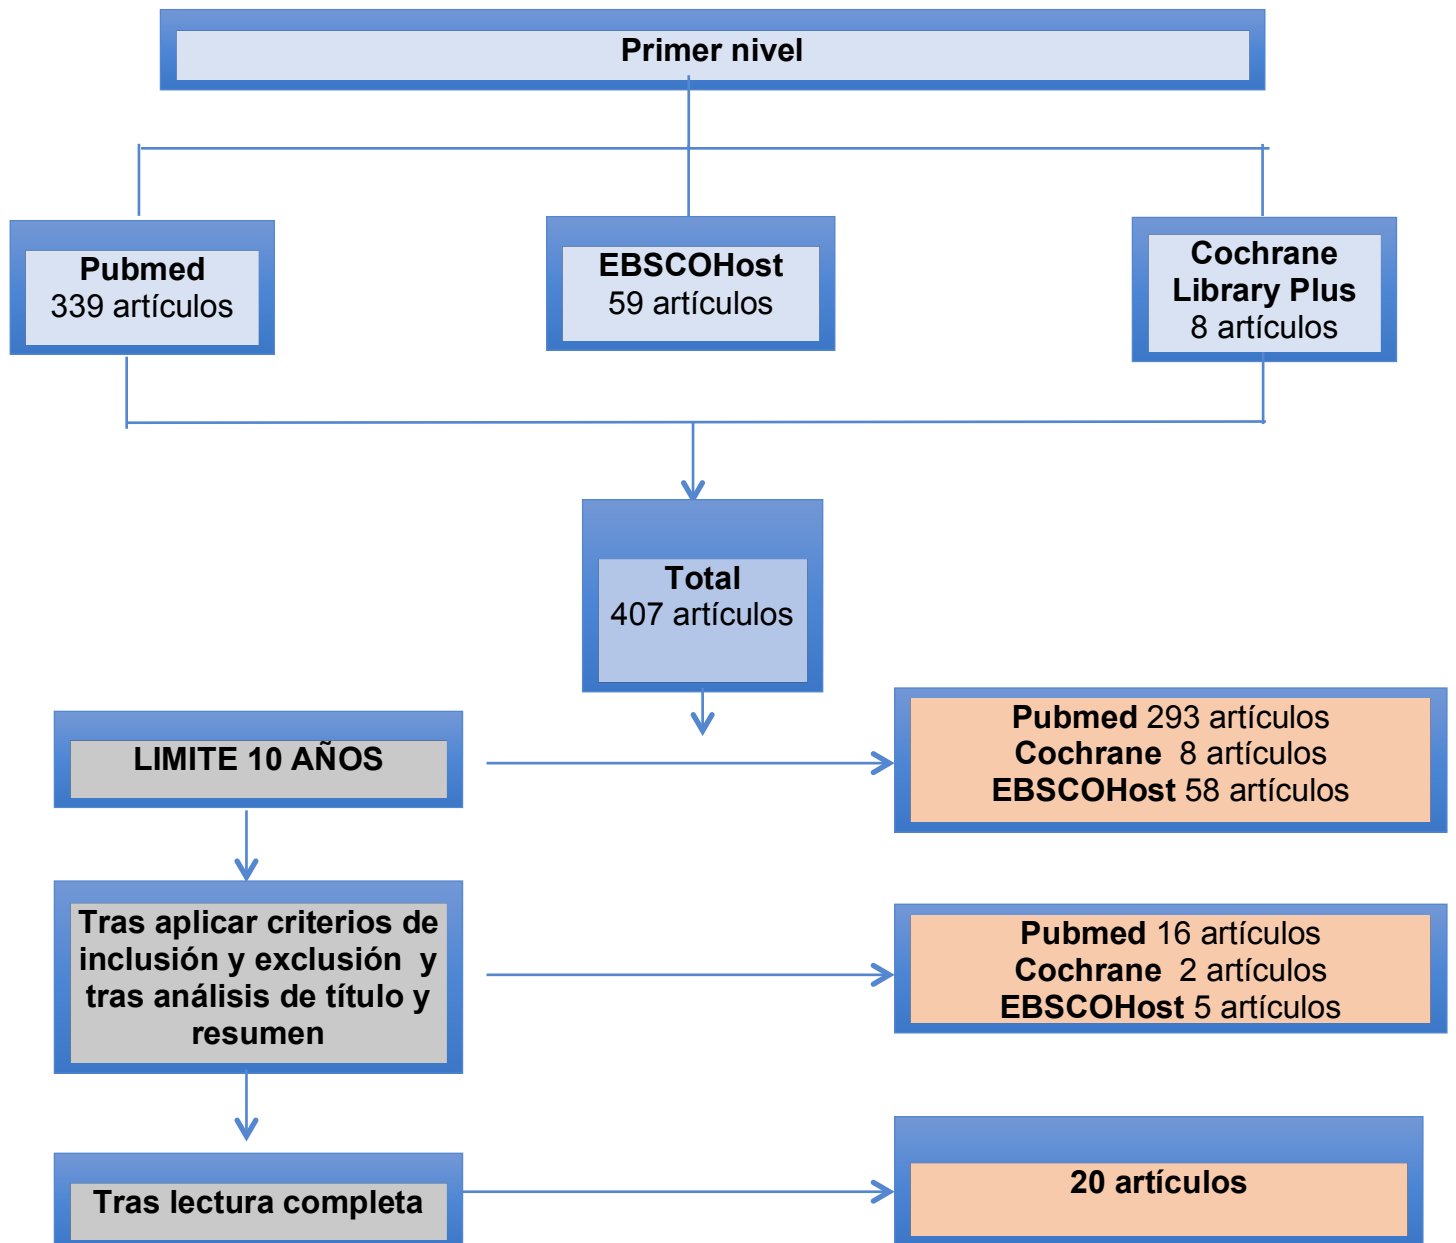 Primer nivel
Pubmed
339 artículos
EBSCOHost
59 artículos
Cochrane
Library Plus
8 artículos
Total
407 artículos
LIMITE 10 AÑOS
Pubmed 293 artículos
Cochrane 8 artículos
EBSCOHost 58 artículos
Tras aplicar criterios de
inclusión y exclusión y
tras análisis de título y
resumen
Pubmed 16 artículos
Cochrane 2 artículos
EBSCOHost 5 artículos
Tras lectura completa
20 artículos